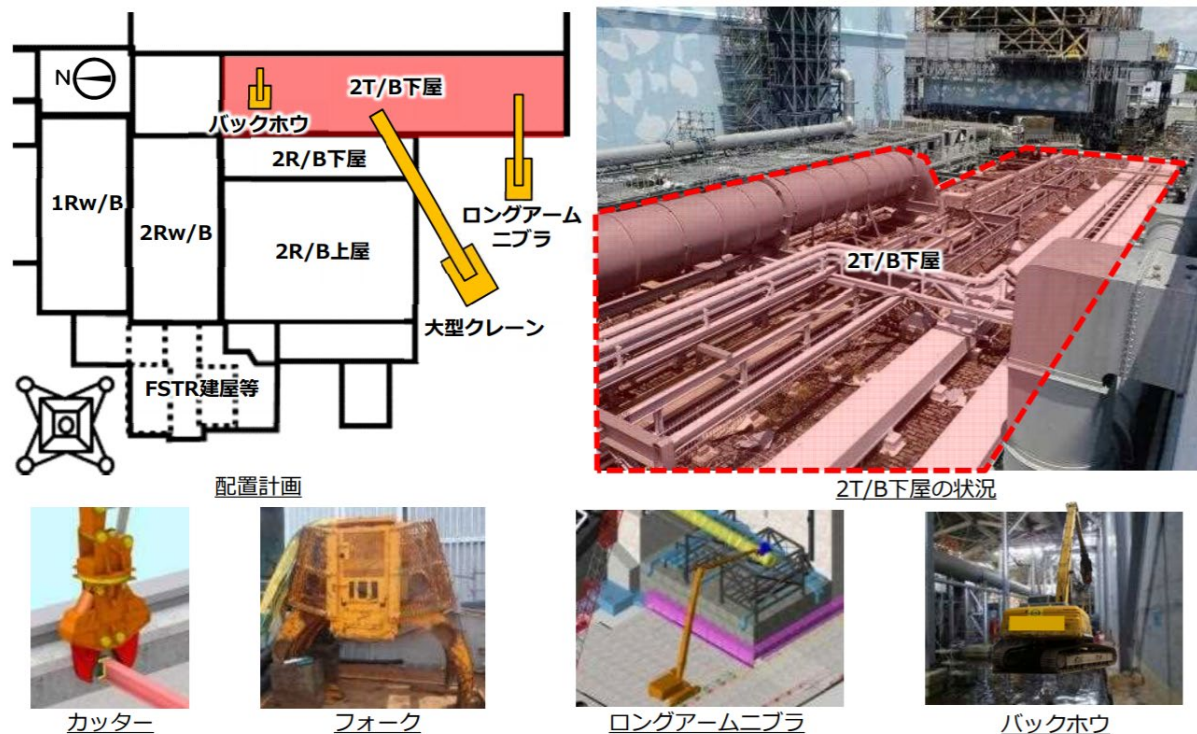 N
2T/B下屋
バックホウ
2R/B下屋
1Rw/B
2Rw/B
2R/B上屋
ロングアーム
ニブラ
大型クレーン
FSTR建屋等
配置計画
2T/B下屋
2T/B下屋の状況
カッター
フォーク
ロングアームニブラ
バックホウ